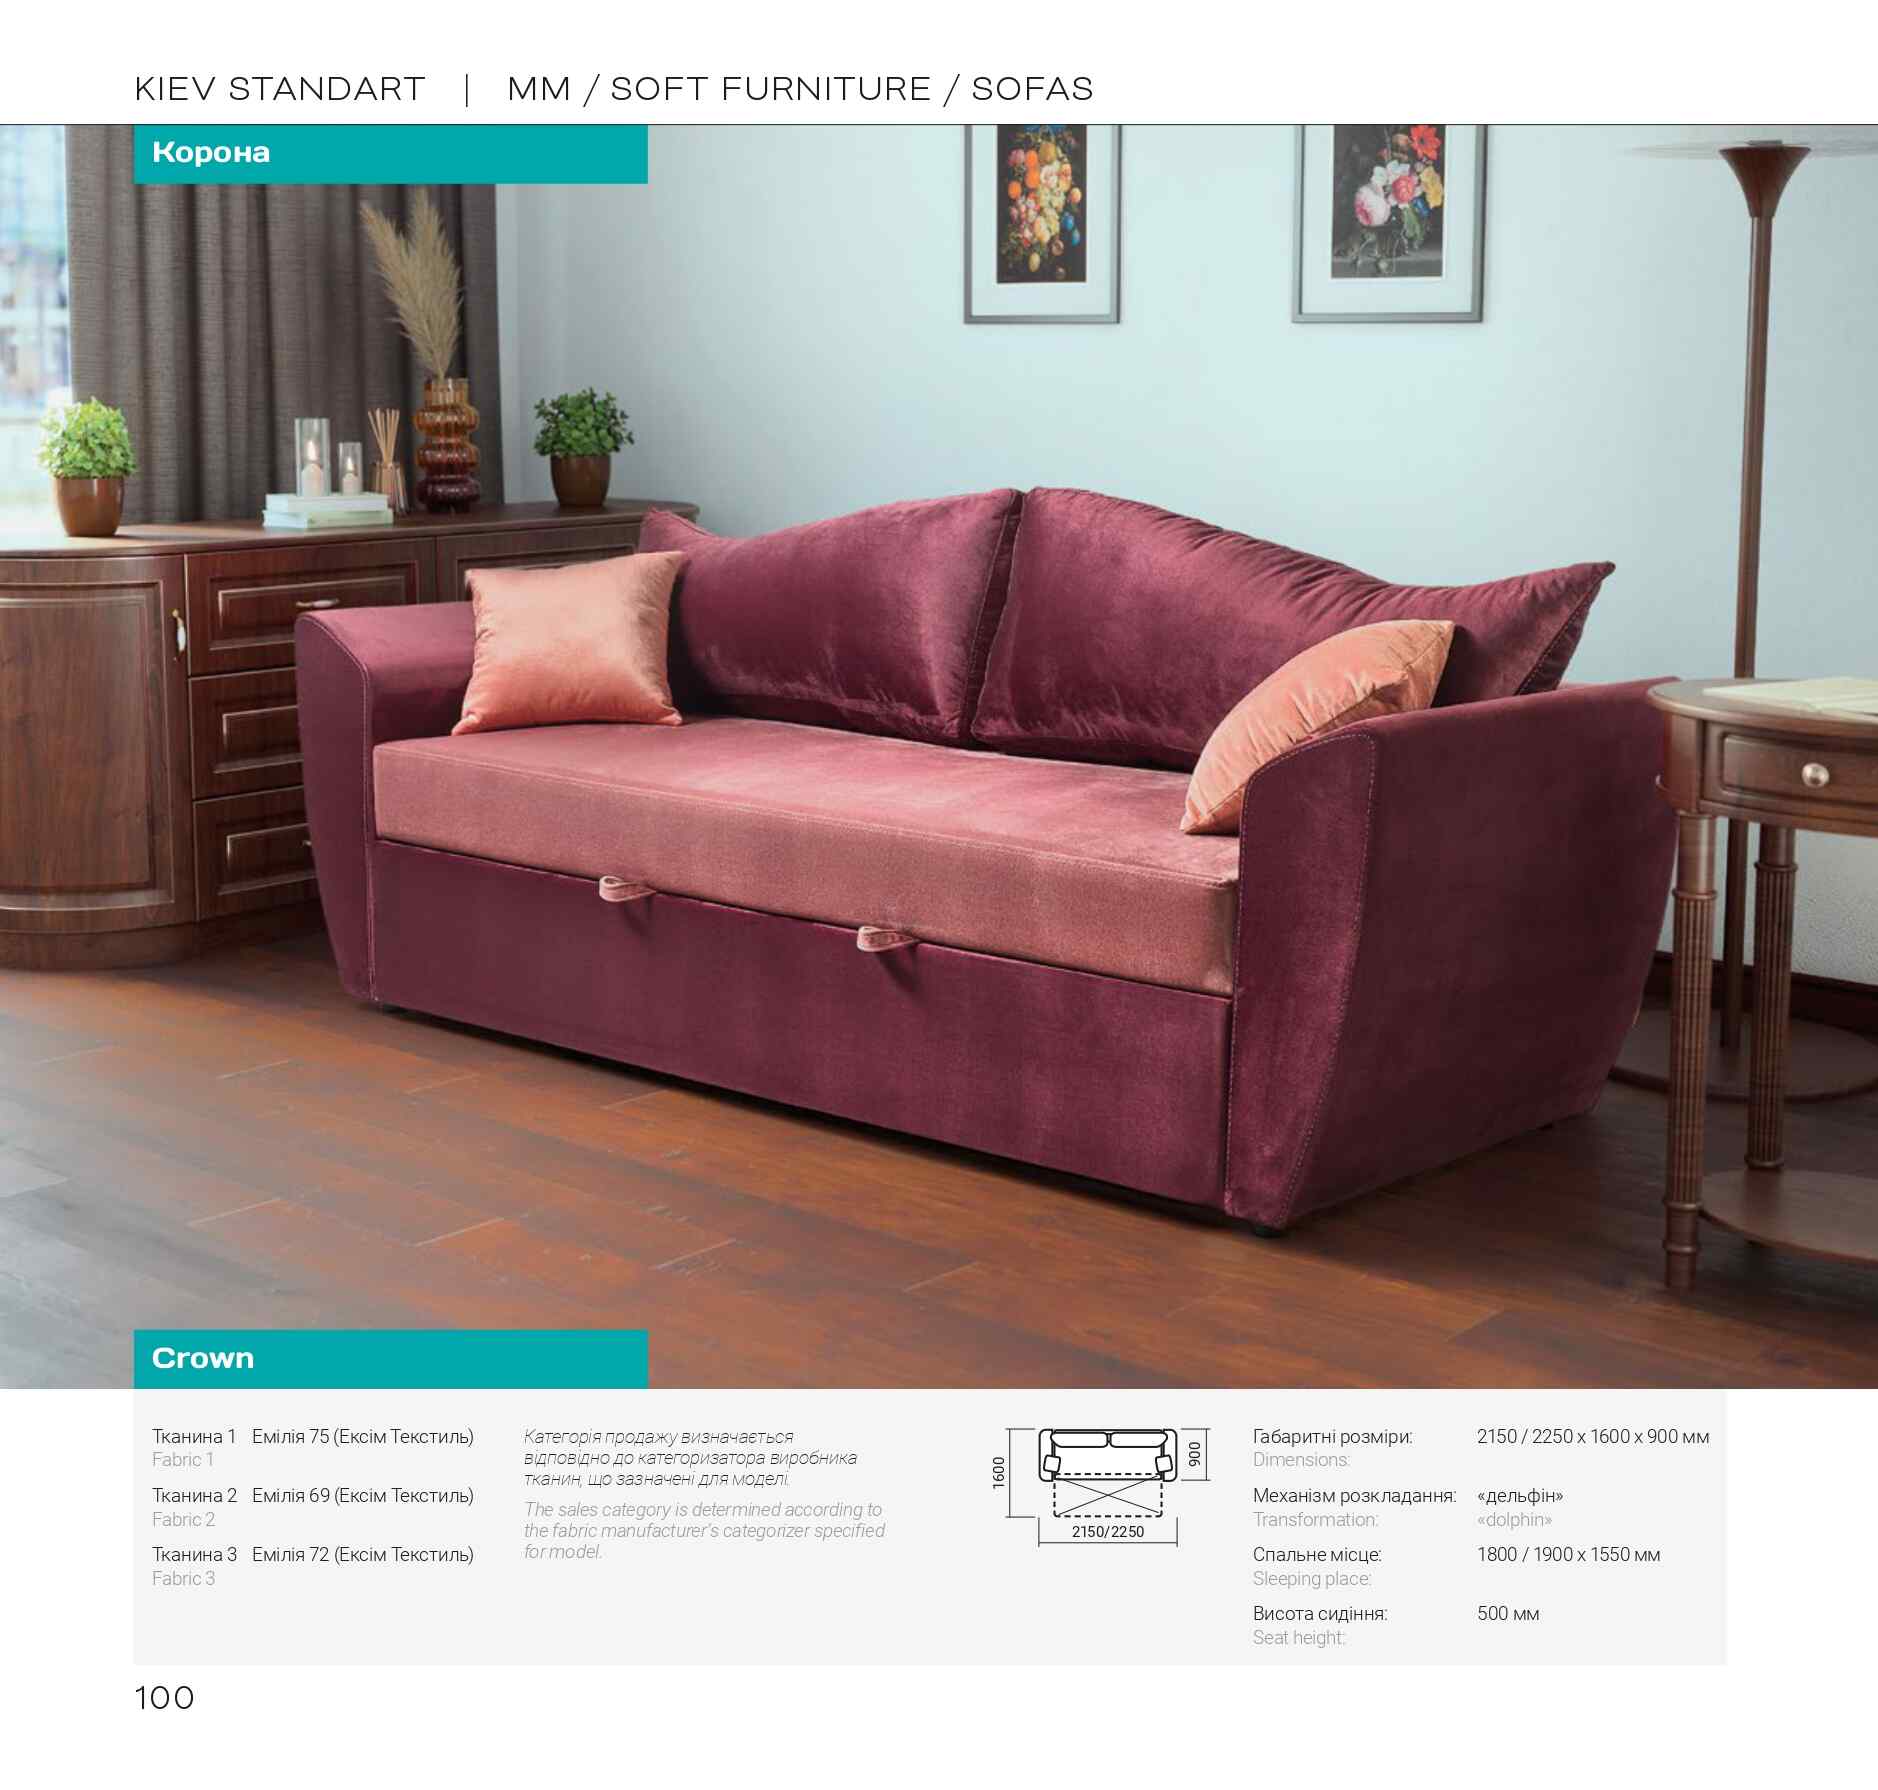 KIEV STANDART | MM / SOFT FURNITURE / SOFAS
Корона
Crown
Тканина 1 Емілія 75 (Ексім Текстиль)
Fabric 1
Тканина 2 Емілія 69 (Ексім Текстиль)
Fabric 2
Тканина 3 Емілія 72 (Ексім Текстиль)
Fabric 3
Категорія продажу визначається
відповідно до категоризатора виробника
тканин, що зазначені для моделі.
The sales category is determined according to
the fabric manufacturer's categorizer specified
for model.
1600
900
2150/2250
Габаритні розміри: 2150 / 2250 х 1600 х 900 мм
Dimensions:
Механізм розкладання: «дельфін»
Transformation: «dolphin»
Спальне місце: 1800 / 1900 х 1550 мм
Sleeping place:
Висота сидіння: 500 мм
Seat height:
100